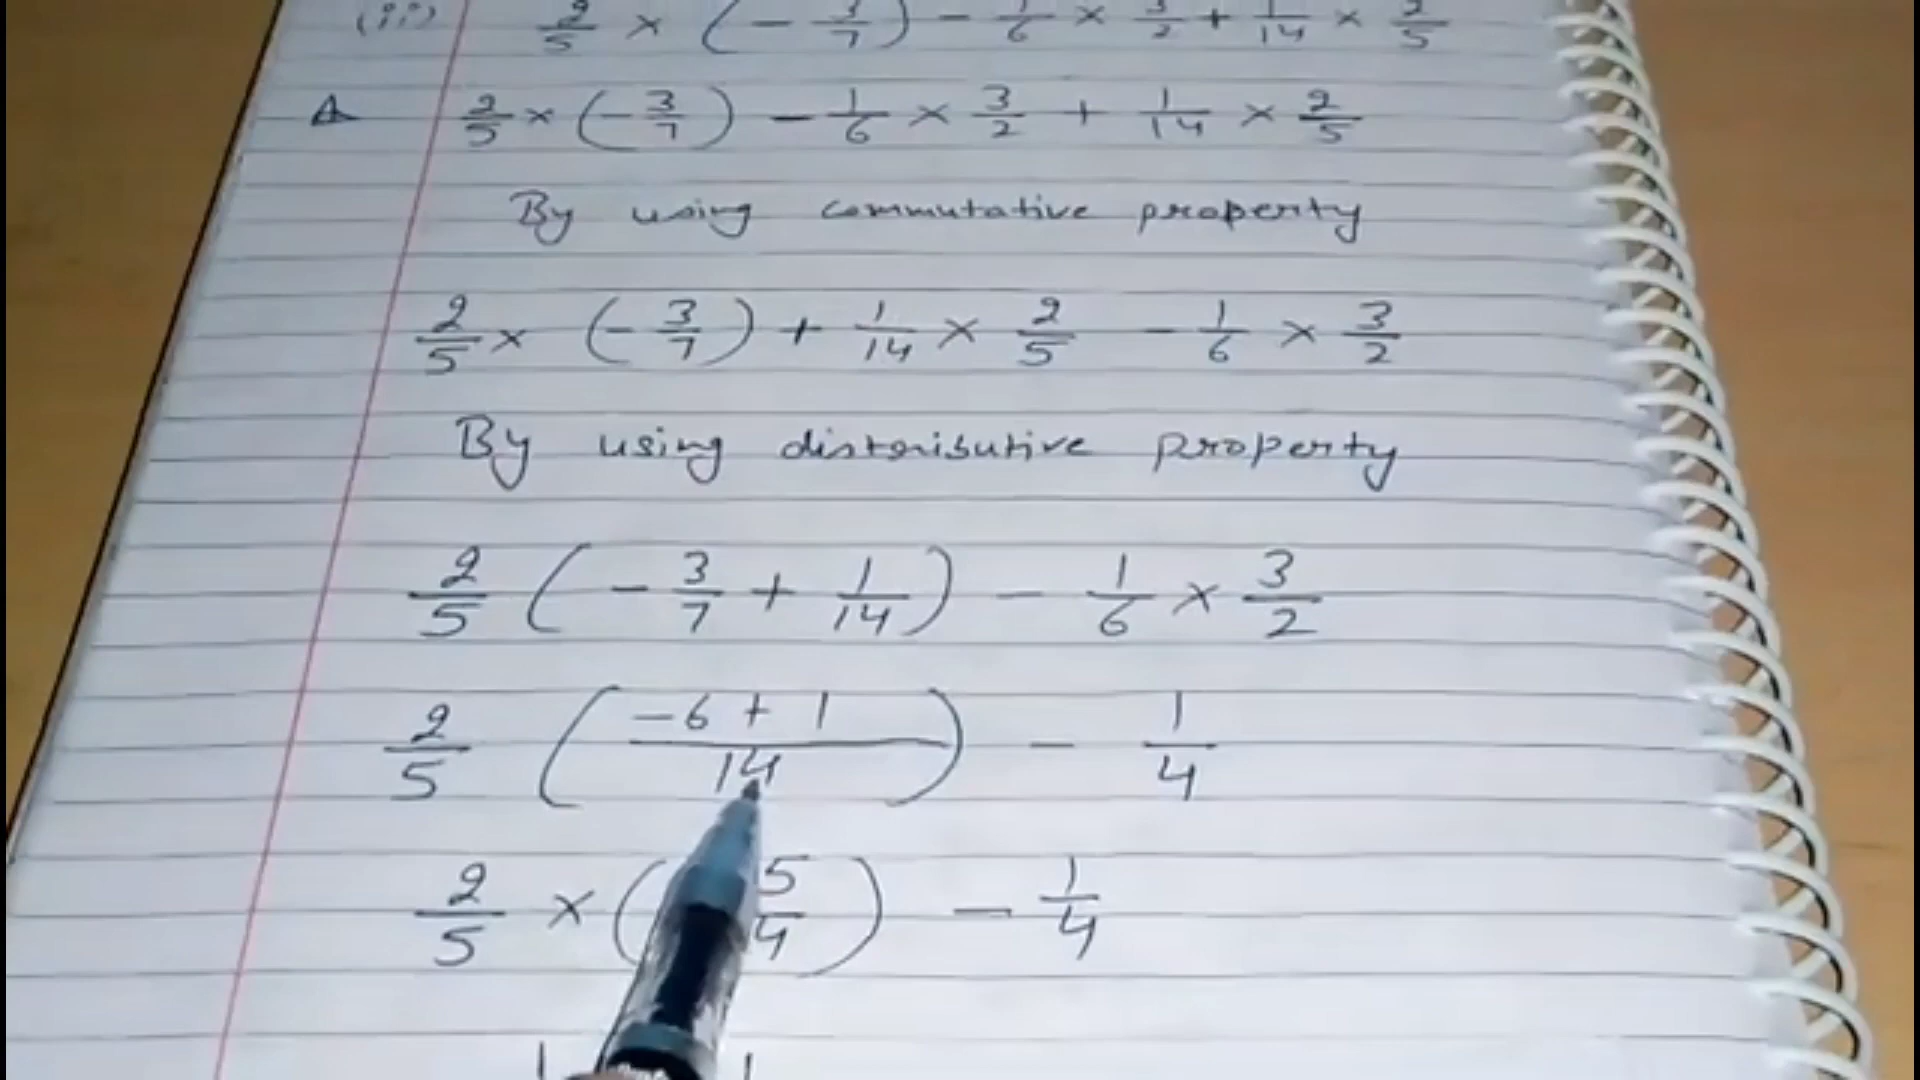 (ii) 2/5 × (- 3/7) - 1/6 × 3/2 + 1/14 × 2/5
A 2/5 × (- 3/7) - 1/6 × 3/2 + 1/14 × 2/5
By using commutative property
2/5 × (- 3/7) + 1/14 × 2/5 - 1/6 × 3/2
By using distributive property
2/5 (- 3/7 + 1/14) - 1/6 × 3/2
2/5 (-6 + 1 / 14) - 1/4
2/5 × ( 5/4) - 1/4